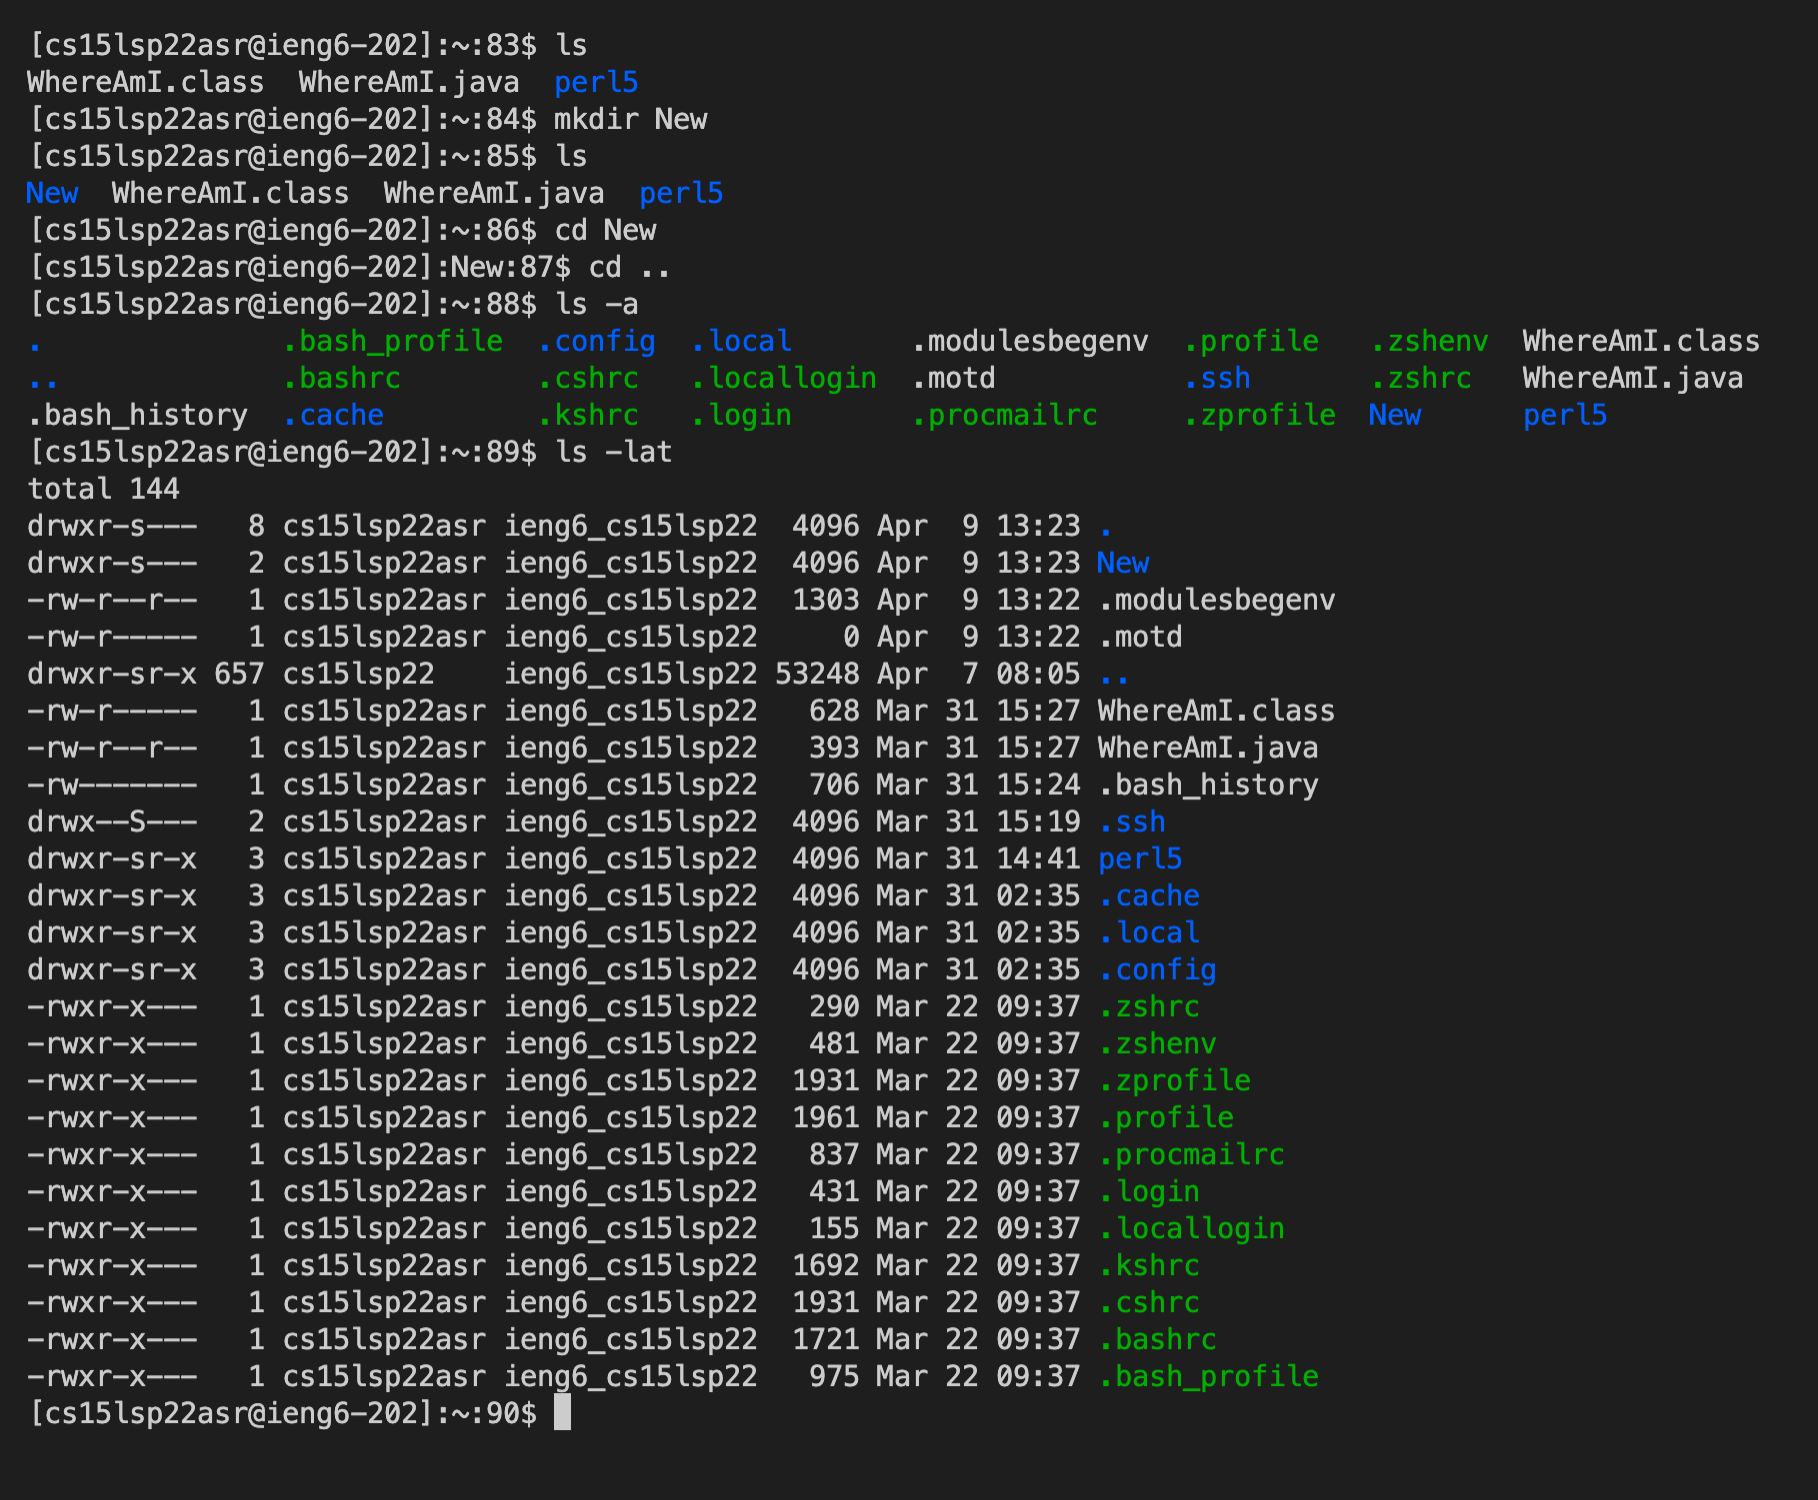 [cs15lsp22asr@ieng6-202]:~:83$ ls
WhereAmI.class  WhereAmI.java  perl5
[cs15lsp22asr@ieng6-202]:~:84$ mkdir New
[cs15lsp22asr@ieng6-202]:~:85$ ls
New  WhereAmI.class  WhereAmI.java  perl5
[cs15lsp22asr@ieng6-202]:~:86$ cd New
[cs15lsp22asr@ieng6-202]:New:87$ cd ..
[cs15lsp22asr@ieng6-202]:~:88$ ls -a
.              .bash_profile  .config  .local       .modulesbegenv  .profile   .zshenv  WhereAmI.class
..             .bashrc        .cshrc   .locallogin  .motd           .ssh       .zshrc   WhereAmI.java
.bash_history  .cache         .kshrc   .login       .procmailrc     .zprofile  New      perl5
[cs15lsp22asr@ieng6-202]:~:89$ ls -lat
total 144
drwxr-s---   8 cs15lsp22asr ieng6_cs15lsp22  4096 Apr  9 13:23 .
drwxr-s---   2 cs15lsp22asr ieng6_cs15lsp22  4096 Apr  9 13:23 New
-rw-r--r--   1 cs15lsp22asr ieng6_cs15lsp22  1303 Apr  9 13:22 .modulesbegenv
-rw-r-----   1 cs15lsp22asr ieng6_cs15lsp22     0 Apr  9 13:22 .motd
drwxr-sr-x 657 cs15lsp22    ieng6_cs15lsp22 53248 Apr  7 08:05 ..
-rw-r-----   1 cs15lsp22asr ieng6_cs15lsp22   628 Mar 31 15:27 WhereAmI.class
-rw-r--r--   1 cs15lsp22asr ieng6_cs15lsp22   393 Mar 31 15:27 WhereAmI.java
-rw-------   1 cs15lsp22asr ieng6_cs15lsp22   706 Mar 31 15:24 .bash_history
drwx--S---   2 cs15lsp22asr ieng6_cs15lsp22  4096 Mar 31 15:19 .ssh
drwxr-sr-x   3 cs15lsp22asr ieng6_cs15lsp22  4096 Mar 31 14:41 perl5
drwxr-sr-x   3 cs15lsp22asr ieng6_cs15lsp22  4096 Mar 31 02:35 .cache
drwxr-sr-x   3 cs15lsp22asr ieng6_cs15lsp22  4096 Mar 31 02:35 .local
drwxr-sr-x   3 cs15lsp22asr ieng6_cs15lsp22  4096 Mar 31 02:35 .config
-rwxr-x---   1 cs15lsp22asr ieng6_cs15lsp22   290 Mar 22 09:37 .zshrc
-rwxr-x---   1 cs15lsp22asr ieng6_cs15lsp22   481 Mar 22 09:37 .zshenv
-rwxr-x---   1 cs15lsp22asr ieng6_cs15lsp22  1931 Mar 22 09:37 .zprofile
-rwxr-x---   1 cs15lsp22asr ieng6_cs15lsp22  1961 Mar 22 09:37 .profile
-rwxr-x---   1 cs15lsp22asr ieng6_cs15lsp22   837 Mar 22 09:37 .procmailrc
-rwxr-x---   1 cs15lsp22asr ieng6_cs15lsp22   431 Mar 22 09:37 .login
-rwxr-x---   1 cs15lsp22asr ieng6_cs15lsp22   155 Mar 22 09:37 .locallogin
-rwxr-x---   1 cs15lsp22asr ieng6_cs15lsp22  1692 Mar 22 09:37 .kshrc
-rwxr-x---   1 cs15lsp22asr ieng6_cs15lsp22  1931 Mar 22 09:37 .cshrc
-rwxr-x---   1 cs15lsp22asr ieng6_cs15lsp22  1721 Mar 22 09:37 .bashrc
-rwxr-x---   1 cs15lsp22asr ieng6_cs15lsp22   975 Mar 22 09:37 .bash_profile
[cs15lsp22asr@ieng6-202]:~:90$